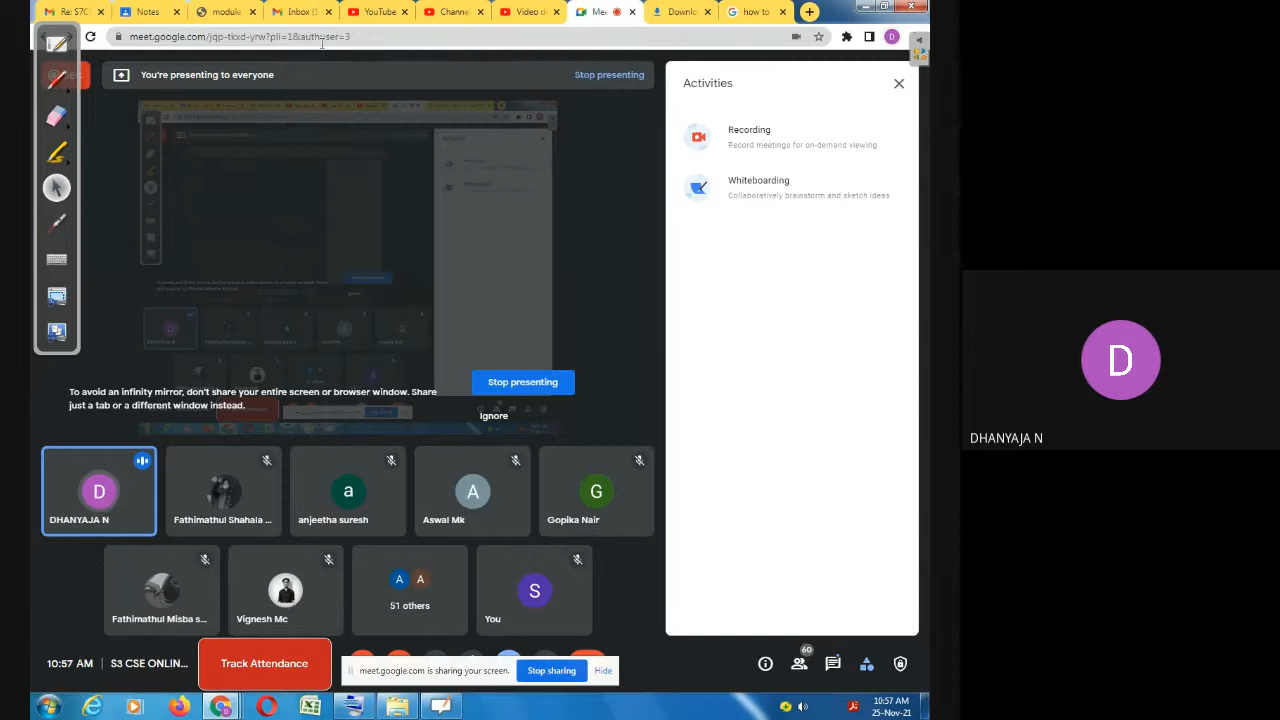 Re: S7C
Notes
module
Inbox (1
YouTube
Channel
Video d
Mee
Downlo
how to
meet.google.com/jqp-tkxd-yrw?pli=1&authuser=3
D
You're presenting to everyone
Stop presenting
Activities
Recording
Record meetings for on-demand viewing
Whiteboarding
Collaboratively brainstorm and sketch ideas
To avoid an infinity mirror, don't share your entire screen or browser window. Share
just a tab or a different window instead.
Stop presenting
Ignore
D
DHANYAJA N
Fathimathul Shahala ...
a
anjeetha suresh
A
Aswal Mk
G
Gopika Nair
Fathimathul Misba s...
Vignesh Mc
A A
51 others
S
You
D
DHANYAJA N
10:57 AM | S3 CSE ONLIN...
Track Attendance
meet.google.com is sharing your screen.
Stop sharing
Hide
60
10:57 AM
25-Nov-21